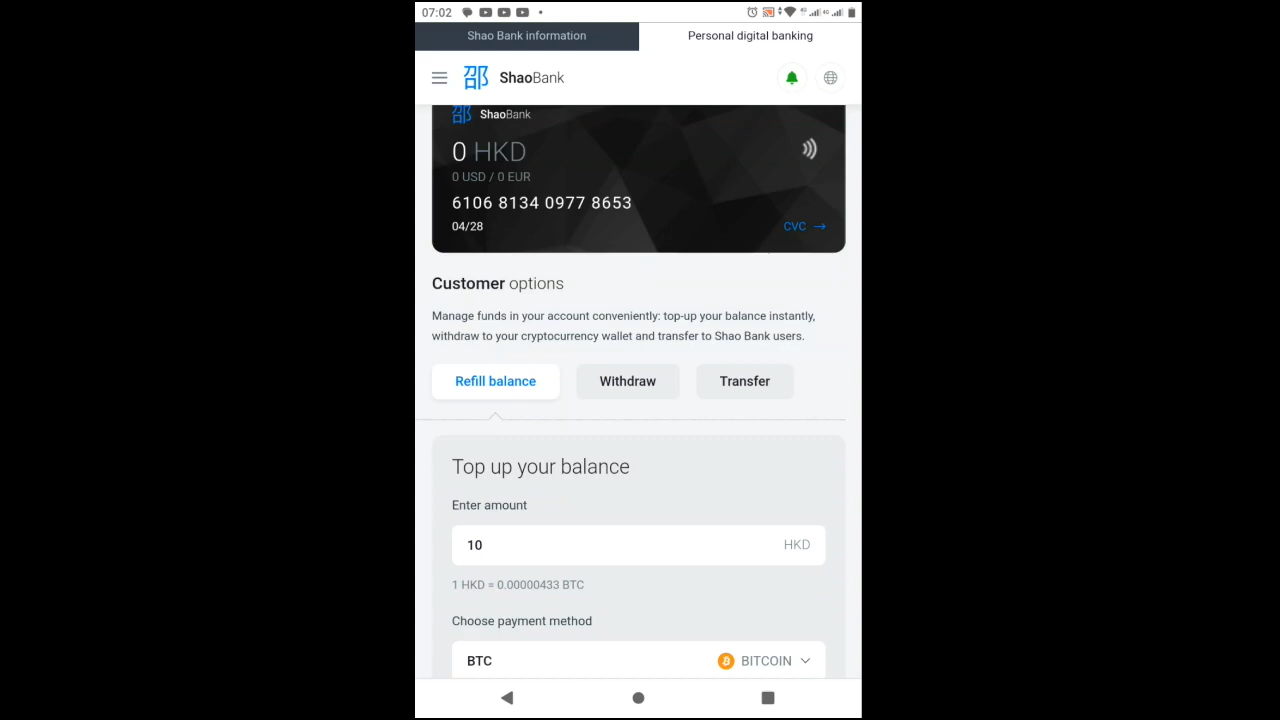 07:02
Shao Bank information
Personal digital banking
邵 ShaoBank
邵 ShaoBank
0 HKD
0 USD / 0 EUR
6106 8134 0977 8653
04/28
CVC →
Customer options
Manage funds in your account conveniently: top-up your balance instantly,
withdraw to your cryptocurrency wallet and transfer to Shao Bank users.
Refill balance
Withdraw
Transfer
Top up your balance
Enter amount
10 HKD
1 HKD = 0.00000433 BTC
Choose payment method
BTC BITCOIN